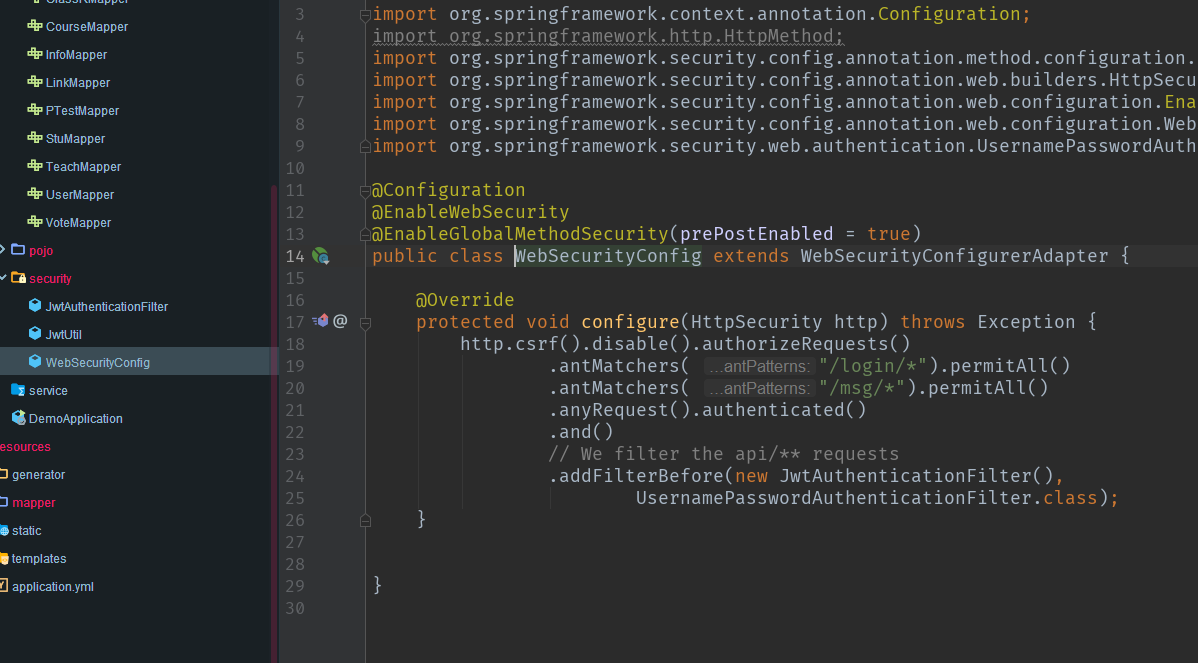 ClassRMapper
CourseMapper
InfoMapper
LinkMapper
PTestMapper
StuMapper
TeachMapper
UserMapper
VoteMapper
pojo
security
JwtAuthenticationFilter
JwtUtil
WebSecurityConfig
service
DemoApplication
esources
generator
mapper
static
templates
application.yml
3 import org.springframework.context.annotation.Configuration;
4 import org.springframework.http.HttpMethod;
5 import org.springframework.security.config.annotation.method.configuration.
6 import org.springframework.security.config.annotation.web.builders.HttpSecu
7 import org.springframework.security.config.annotation.web.configuration.Ena
8 import org.springframework.security.config.annotation.web.configuration.Web
9 import org.springframework.security.web.authentication.UsernamePasswordAuth
10
11 @Configuration
12 @EnableWebSecurity
13 @EnableGlobalMethodSecurity(prePostEnabled = true)
14 public class WebSecurityConfig extends WebSecurityConfigurerAdapter {
15
16 @Override
17 @ protected void configure(HttpSecurity http) throws Exception {
18 http.csrf().disable().authorizeRequests()
19 .antMatchers( ...antPatterns: "/login/*").permitAll()
20 .antMatchers( ...antPatterns: "/msg/*").permitAll()
21 .anyRequest().authenticated()
22 .and()
23 // We filter the api/** requests
24 .addFilterBefore(new JwtAuthenticationFilter(),
25 UsernamePasswordAuthenticationFilter.class);
26 }
27
28
29 }
30